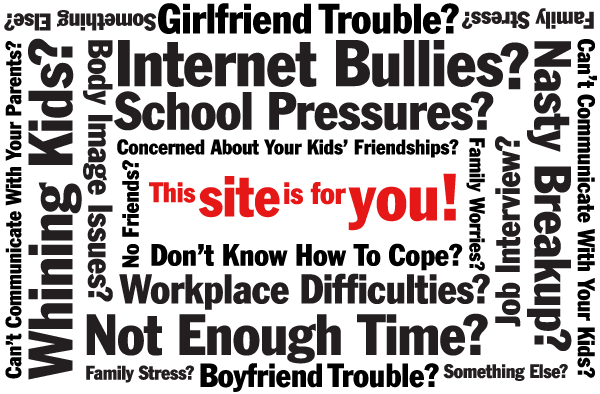 Something Else?
Girlfriend Trouble?
Family Stress?
Can't Communicate With Your Parents?
Whining Kids?
Body Image Issues?
Internet Bullies?
School Pressures?
Concerned About Your Kids' Friendships?
No Friends?
This site is for you!
Family Worries?
Job Interview?
Nasty Breakup?
Can't Communicate With Your Kids?
Don't Know How To Cope?
Workplace Difficulties?
Not Enough Time?
Family Stress?
Boyfriend Trouble?
Something Else?